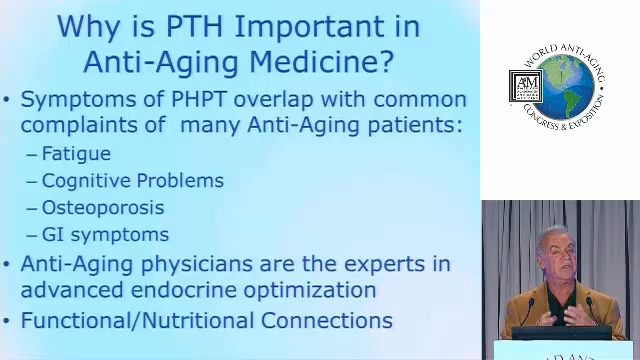 Why is PTH Important in
Anti-Aging Medicine?
• Symptoms of PHPT overlap with common
complaints of many Anti-Aging patients:
– Fatigue
– Cognitive Problems
– Osteoporosis
– GI symptoms
• Anti-Aging physicians are the experts in
advanced endocrine optimization
• Functional/Nutritional Connections
WORLD ANTI-AGING
CONGRESS & EXPOSITION